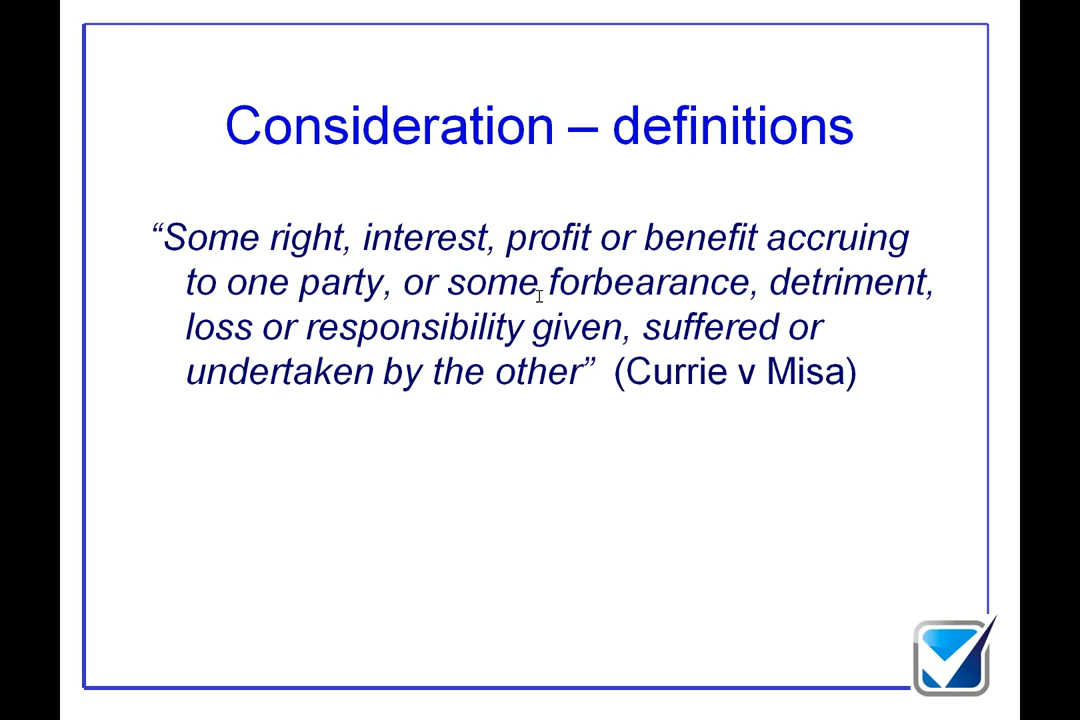 Consideration – definitions
“Some right, interest, profit or benefit accruing
to one party, or some forbearance, detriment,
loss or responsibility given, suffered or
undertaken by the other” (Currie v Misa)